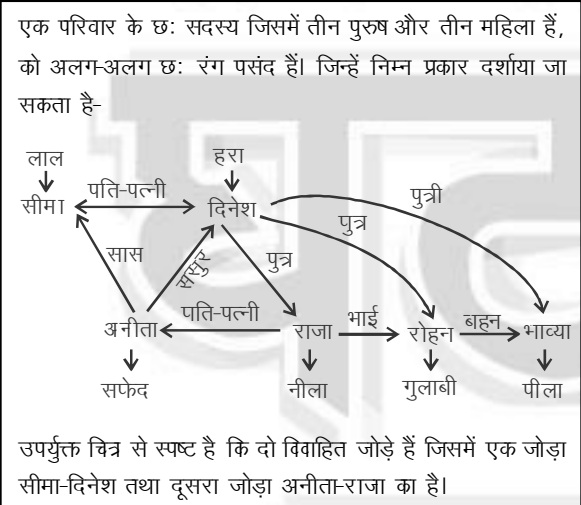 एक परिवार के छः सदस्य जिसमें तीन पुरुष और तीन महिला हैं,
को अलग-अलग छः रंग पसंद हैं। जिन्हें निम्न प्रकार दर्शाया जा
सकता है-
लाल
हरा
पुत्री
सीमा
पति-पत्नी
दिनेश
पुत्र
सास
ससुर
पुत्र
अनीता
पति-पत्नी
राजा
भाई
रोहन
बहन
भाव्या
सफेद
नीला
गुलाबी
पीला
उपर्युक्त चित्र से स्पष्ट है कि दो विवाहित जोड़े हैं जिसमें एक जोड़ा
सीमा-दिनेश तथा दूसरा जोड़ा अनीता-राजा का है।